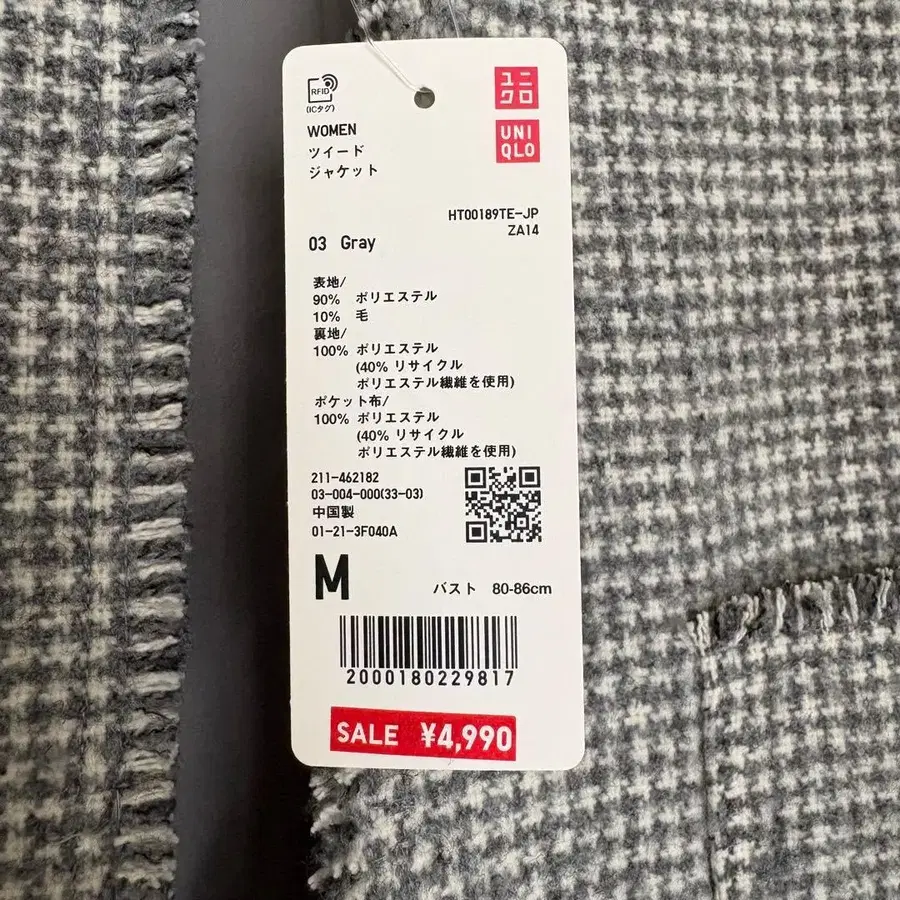 RFID
(ICタグ)
ユニ
クロ
UNI
QLO
WOMEN
ツイード
ジャケット
HT00189TE-JP
ZA14
03 Gray
表地/
90% ポリエステル
10% 毛
裏地/
100% ポリエステル
(40% リサイクル
ポリエステル繊維を使用)
ポケット布/
100% ポリエステル
(40% リサイクル
ポリエステル繊維を使用)
211-462182
03-004-000(33-03)
中国製
01-21-3F040A
M バスト 80-86cm
2000180229817
SALE ¥4,990